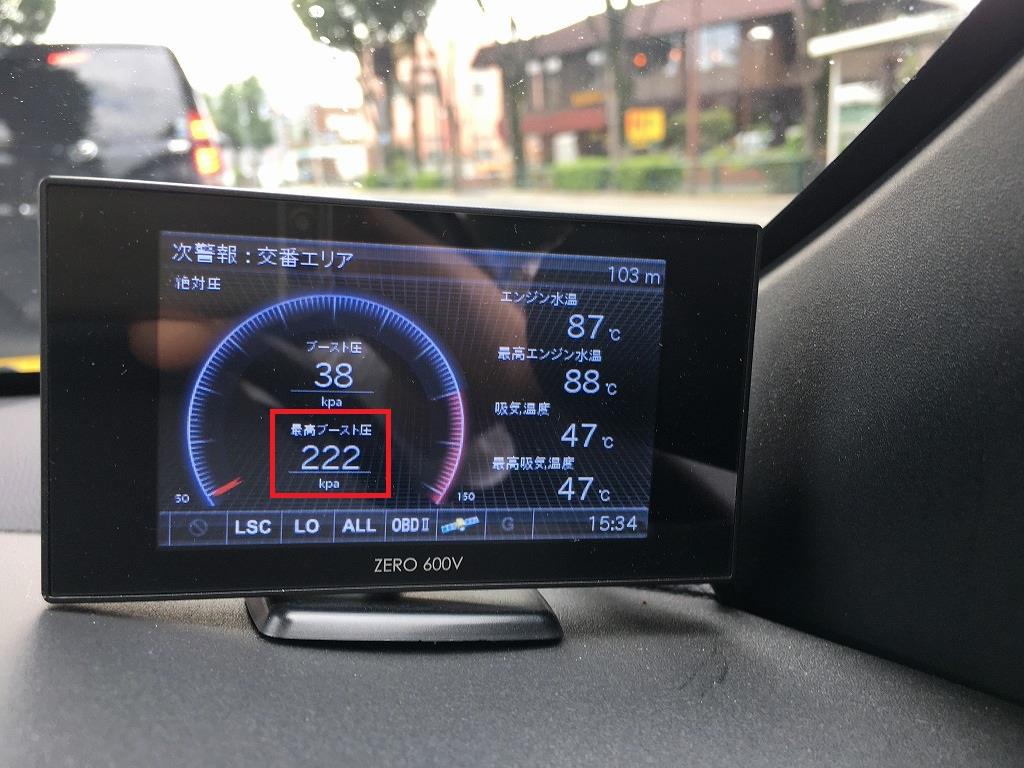 次警報：交番エリア
103 m
絶対圧
ブースト圧
38
kpa
最高ブースト圧
222
kpa
50
150
エンジン水温
87℃
最高エンジン水温
88℃
吸気温度
47℃
最高吸気温度
47℃
LSC LO ALL OBDⅡ G 15:34
ZERO 600V